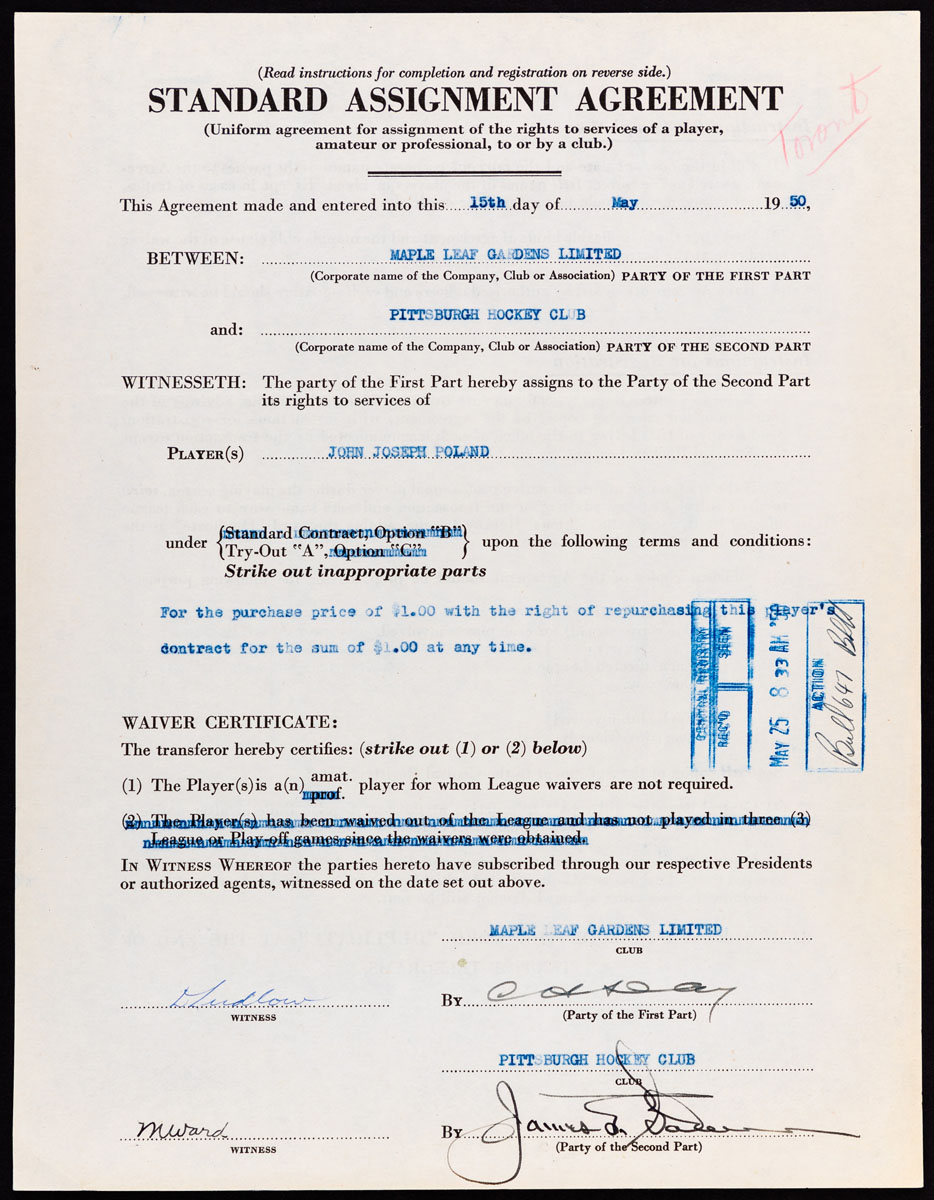 (Read instructions for completion and registration on reverse side.)
STANDARD ASSIGNMENT AGREEMENT
(Uniform agreement for assignment of the rights to services of a player,
amateur or professional, to or by a club.)
Toronto
This Agreement made and entered into this 15th day of May 19 50,
BETWEEN: MAPLE LEAF GARDENS LIMITED
(Corporate name of the Company, Club or Association) PARTY OF THE FIRST PART
and: PITTSBURGH HOCKEY CLUB
(Corporate name of the Company, Club or Association) PARTY OF THE SECOND PART
WITNESSETH: The party of the First Part hereby assigns to the Party of the Second Part
its rights to services of
PLAYER(S) JOHN JOSEPH POLAND
under {Standard Contract, Option "B"
Try-Out "A", Option "C"} upon the following terms and conditions:
Strike out inappropriate parts
For the purchase price of $1.00 with the right of repurchasing this player's
contract for the sum of $1.00 at any time.
REC'D
SEEN
MAY 25 8 33 AM '50
ACTION
Bull 647 Bell
WAIVER CERTIFICATE:
The transferor hereby certifies: (strike out (1) or (2) below)
(1) The Player(s) is a(n) amat. prof. player for whom League waivers are not required.
(2) The Player(s) has been waived out of the League and has not played in three (3)
League or Play-off games since the waivers were obtained.
IN WITNESS WHEREOF the parties hereto have subscribed through our respective Presidents
or authorized agents, witnessed on the date set out above.
MAPLE LEAF GARDENS LIMITED
CLUB
D Ludlow
WITNESS
BY
(Party of the First Part)
PITTSBURGH HOCKEY CLUB
CLUB
M Ward
WITNESS
BY James
(Party of the Second Part)